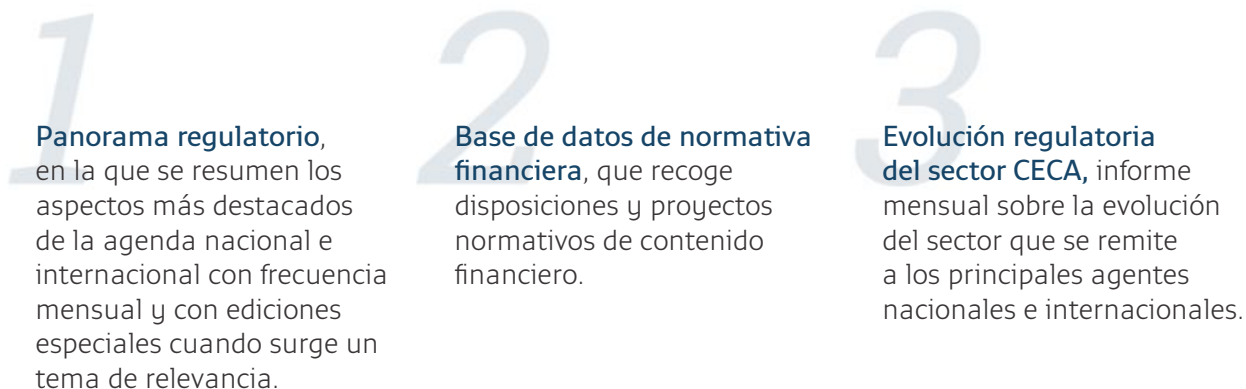 1
Panorama regulatorio,
en la que se resumen los
aspectos más destacados
de la agenda nacional e
internacional con frecuencia
mensual y con ediciones
especiales cuando surge un
tema de relevancia.
2
Base de datos de normativa
financiera, que recoge
disposiciones y proyectos
normativos de contenido
financiero.
3
Evolución regulatoria
del sector CECA, informe
mensual sobre la evolución
del sector que se remite
a los principales agentes
nacionales e internacionales.